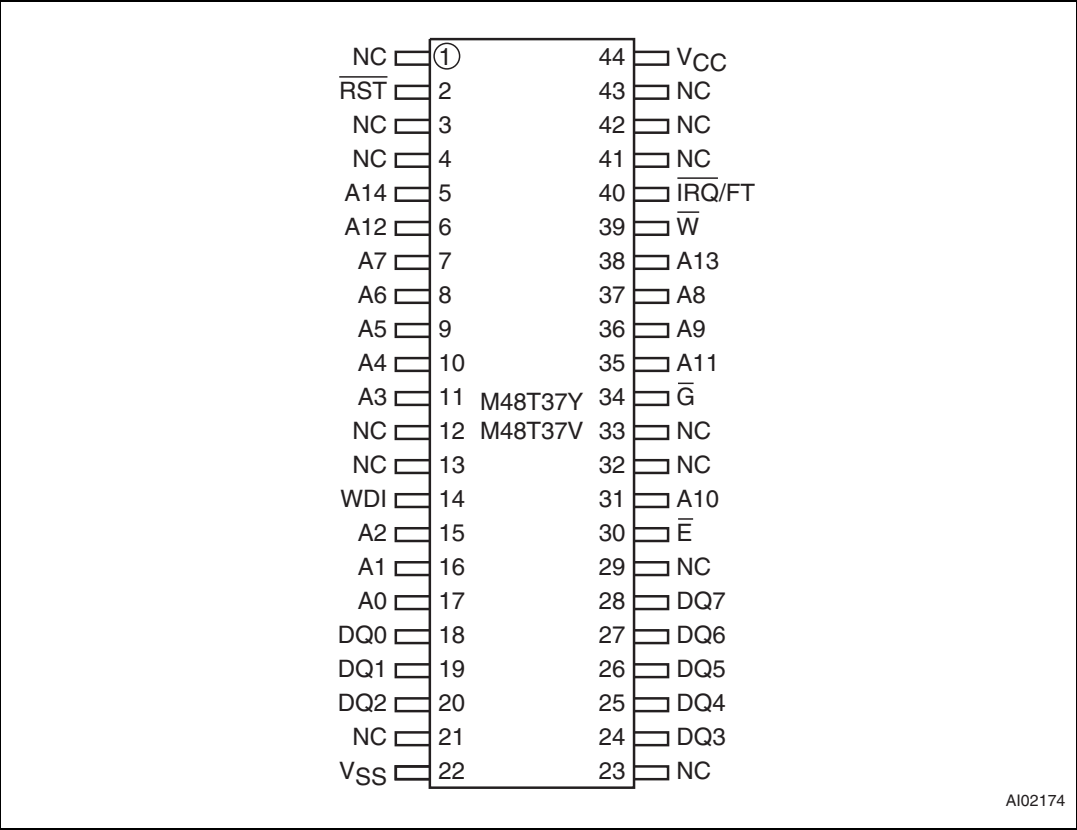 NC 1 44 VCC
R̅S̅T̅ 2 43 NC
NC 3 42 NC
NC 4 41 NC
A14 5 40 I̅R̅Q̅/FT
A12 6 39 W̅
A7 7 38 A13
A6 8 37 A8
A5 9 36 A9
A4 10 35 A11
A3 11 M48T37Y 34 G̅
NC 12 M48T37V 33 NC
NC 13 32 NC
WDI 14 31 A10
A2 15 30 E̅
A1 16 29 NC
A0 17 28 DQ7
DQ0 18 27 DQ6
DQ1 19 26 DQ5
DQ2 20 25 DQ4
NC 21 24 DQ3
VSS 22 23 NC
AI02174